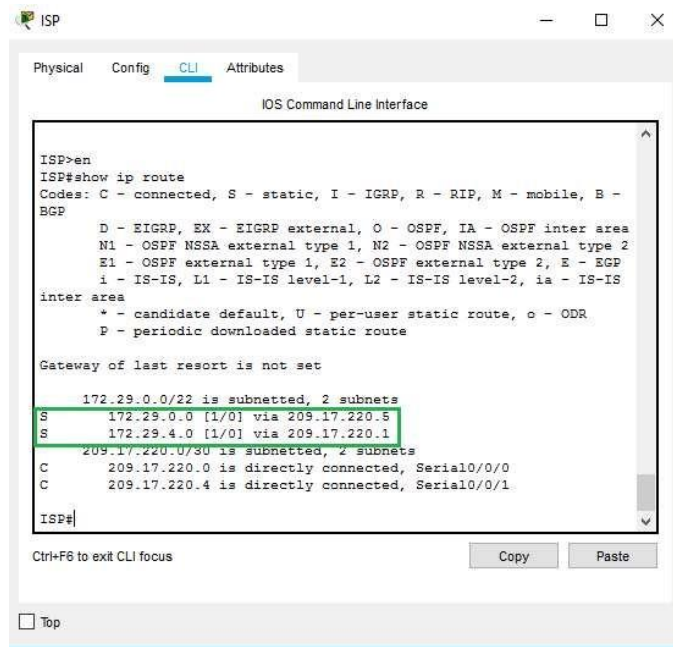 ISP
Physical Config CLI Attributes
IOS Command Line Interface
ISP>en
ISP#show ip route
Codes: C - connected, S - static, I - IGRP, R - RIP, M - mobile, B -
BGP
D - EIGRP, EX - EIGRP external, O - OSPF, IA - OSPF inter area
N1 - OSPF NSSA external type 1, N2 - OSPF NSSA external type 2
E1 - OSPF external type 1, E2 - OSPF external type 2, E - EGP
i - IS-IS, L1 - IS-IS level-1, L2 - IS-IS level-2, ia - IS-IS
inter area
* - candidate default, U - per-user static route, o - ODR
P - periodic downloaded static route
Gateway of last resort is not set
172.29.0.0/22 is subnetted, 2 subnets
S 172.29.0.0 [1/0] via 209.17.220.5
S 172.29.4.0 [1/0] via 209.17.220.1
209.17.220.0/30 is subnetted, 2 subnets
C 209.17.220.0 is directly connected, Serial0/0/0
C 209.17.220.4 is directly connected, Serial0/0/1
ISP#
Ctrl+F6 to exit CLI focus Copy Paste
Top